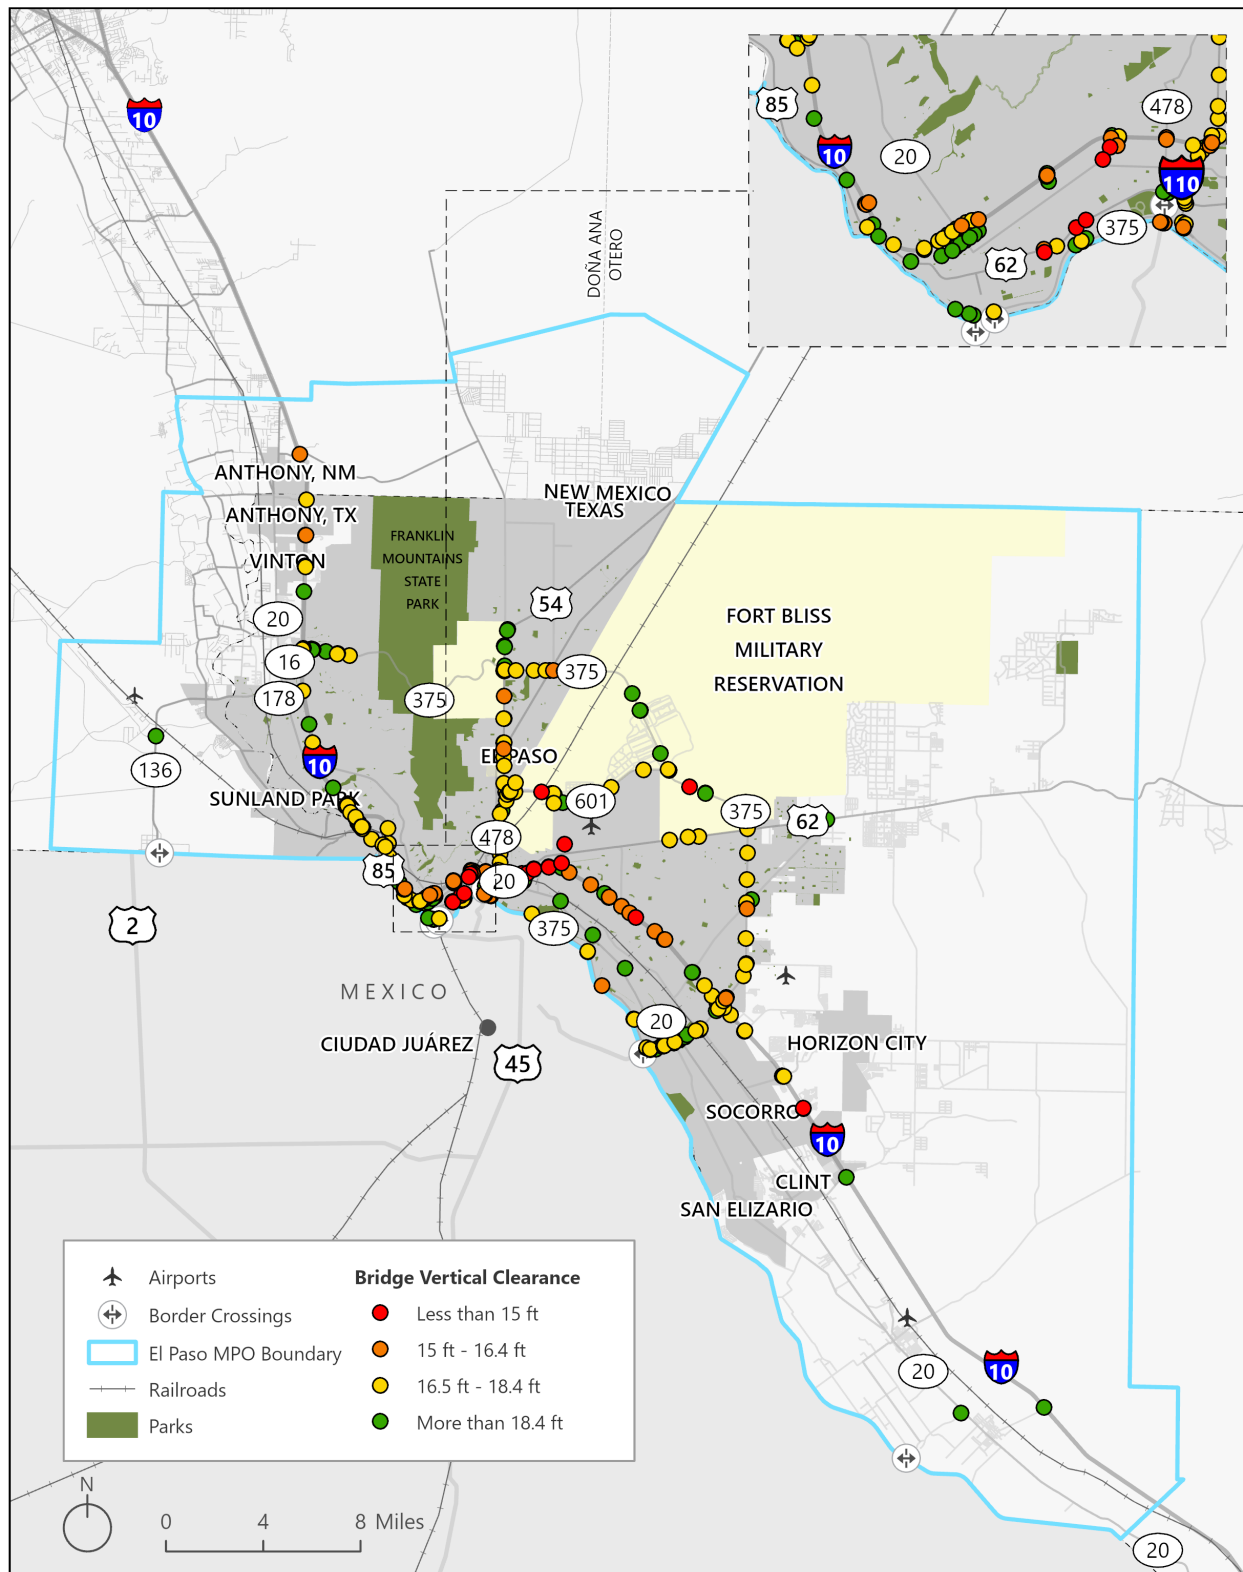 10
85
478
10
20
110
375
62
DOÑA ANA
OTERO
ANTHONY, NM
NEW MEXICO
TEXAS
ANTHONY, TX
FRANKLIN
MOUNTAINS
STATE
PARK
VINTON
54
FORT BLISS
MILITARY
RESERVATION
20
16
375
178
375
EL PASO
10
136
SUNLAND PARK
601
375
62
478
85
20
2
375
MEXICO
20
CIUDAD JUÁREZ
HORIZON CITY
45
SOCORRO
10
CLINT
SAN ELIZARIO
Airports
Border Crossings
El Paso MPO Boundary
Railroads
Parks
Bridge Vertical Clearance
Less than 15 ft
15 ft - 16.4 ft
16.5 ft - 18.4 ft
More than 18.4 ft
20
10
N
0 4 8 Miles
20